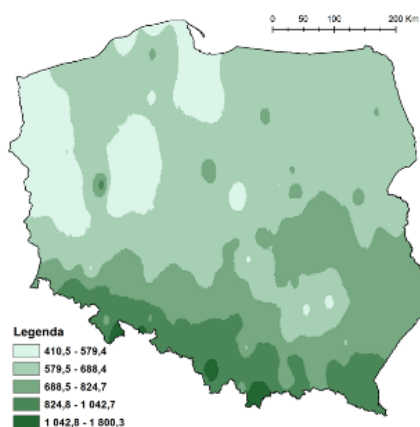 0 50 100 200 Km
Legenda
410,5 - 579,4
579,5 - 688,4
688,5 - 824,7
824,8 - 1 042,7
1 042,8 - 1 800,3